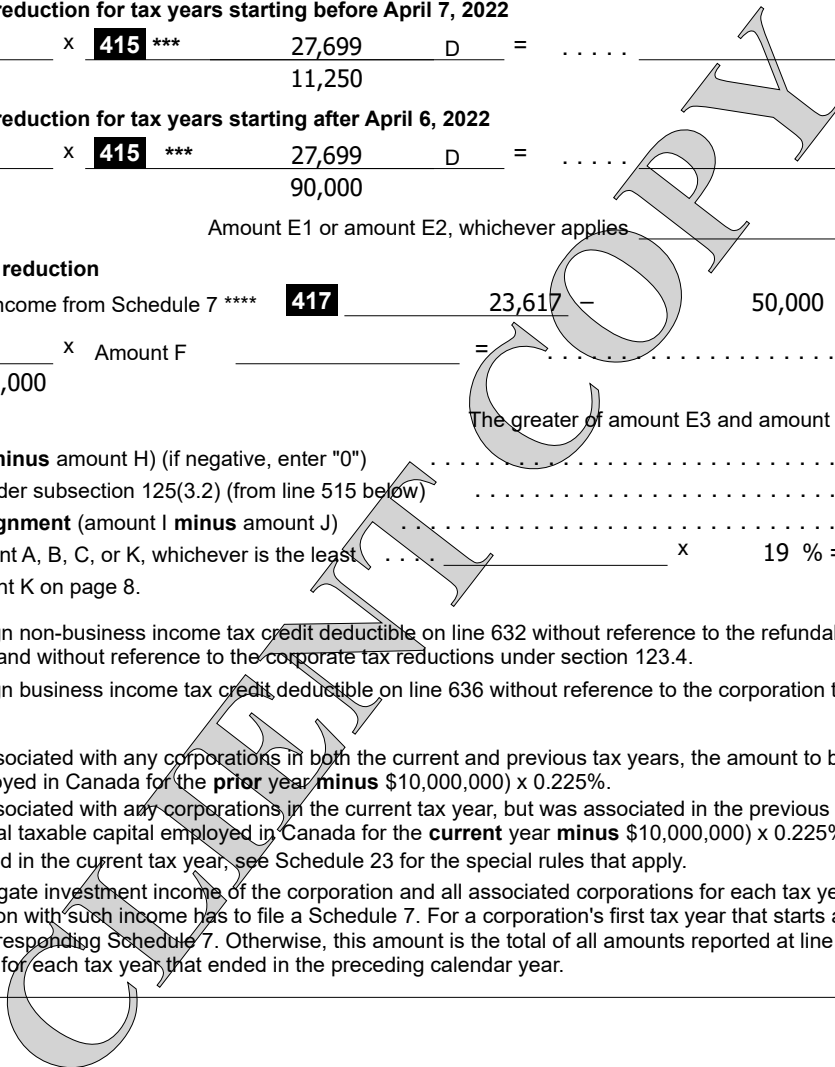 reduction for tax years starting before April 7, 2022
x 415 *** 27,699 D = . . . . .
11,250
reduction for tax years starting after April 6, 2022
x 415 *** 27,699 D = . . . . .
90,000
Amount E1 or amount E2, whichever applies
reduction
ncome from Schedule 7 **** 417 23,617 – 50,000
x Amount F = . . . . . . . . . . . . . . . . . . . .
,000
The greater of amount E3 and amount
minus amount H) (if negative, enter "0") . . . . . . . . . . . . . . . . . . . . . . . . . . . . . .
der subsection 125(3.2) (from line 515 below) . . . . . . . . . . . . . . . . . . . . . . . . . .
gnment (amount I minus amount J) . . . . . . . . . . . . . . . . . . . . . . . . . . . . . . . .
nt A, B, C, or K, whichever is the least . . . . x 19 % =
nt K on page 8.
gn non-business income tax credit deductible on line 632 without reference to the refundal
and without reference to the corporate tax reductions under section 123.4.
gn business income tax credit deductible on line 636 without reference to the corporation t
sociated with any corporations in both the current and previous tax years, the amount to b
oyed in Canada for the prior year minus $10,000,000) x 0.225%.
sociated with any corporations in the current tax year, but was associated in the previous
al taxable capital employed in Canada for the current year minus $10,000,000) x 0.225%
d in the current tax year, see Schedule 23 for the special rules that apply.
gate investment income of the corporation and all associated corporations for each tax ye
on with such income has to file a Schedule 7. For a corporation's first tax year that starts a
responding Schedule 7. Otherwise, this amount is the total of all amounts reported at line
for each tax year that ended in the preceding calendar year.
CLIENT COPY